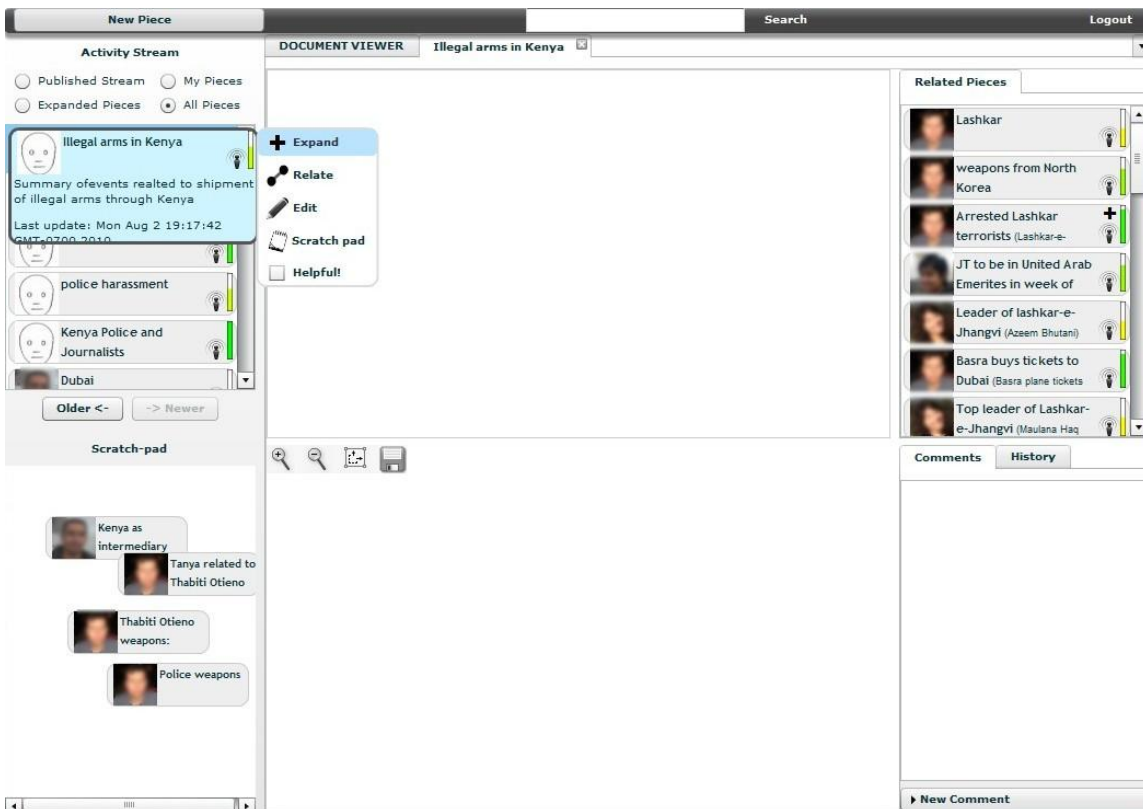 New Piece
Search
Logout
Activity Stream
Published Stream
My Pieces
Expanded Pieces
All Pieces
Illegal arms in Kenya
Summary ofevents realted to shipment
of illegal arms through Kenya
Last update: Mon Aug 2 19:17:42
GMT-0700 2010
police harassment
Kenya Police and
Journalists
Dubai
Older <-
-> Newer
Expand
Relate
Edit
Scratch pad
Helpful!
Scratch-pad
Kenya as
intermediary
Tanya related to
Thabiti Otieno
Thabiti Otieno
weapons:
Police weapons
DOCUMENT VIEWER
Illegal arms in Kenya
Related Pieces
Lashkar
weapons from North
Korea
Arrested Lashkar
terrorists (Lashkar-e-
JT to be in United Arab
Emerites in week of
Leader of lashkar-e-
Jhangvi (Azeem Bhutani)
Basra buys tickets to
Dubai (Basra plane tickets
Top leader of Lashkar-
e-Jhangvi (Maulana Haq
Comments
History
New Comment